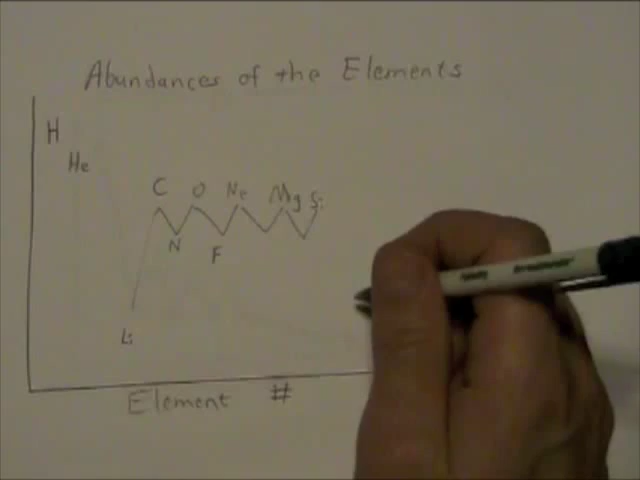 Abundances of the Elements
H
He
C O Ne Mg Si
N F
Li
Element #